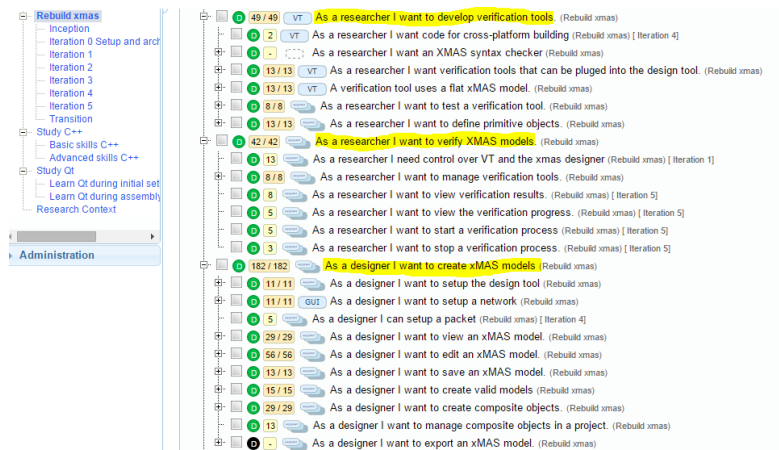 Rebuild xmas
Inception
Iteration 0 Setup and arch
Iteration 1
Iteration 2
Iteration 3
Iteration 4
Iteration 5
Transition
Study C++
Basic skills C++
Advanced skills C++
Study Qt
Learn Qt during initial set
Learn Qt during assembly
Research Context
Administration
D 49 / 49 VT As a researcher I want to develop verification tools. (Rebuild xmas)
D 2 VT As a researcher I want code for cross-platform building (Rebuild xmas) [ Iteration 4]
D - As a researcher I want an XMAS syntax checker (Rebuild xmas)
D 13 / 13 VT As a researcher I want verification tools that can be pluged into the design tool. (Rebuild xmas)
D 13 / 13 VT A verification tool uses a flat xMAS model. (Rebuild xmas)
D 8 / 8 As a researcher I want to test a verification tool. (Rebuild xmas)
D 13 / 13 As a researcher I want to define primitive objects. (Rebuild xmas)
D 42 / 42 As a researcher I want to verify XMAS models. (Rebuild xmas)
D 13 As a researcher I need control over VT and the xmas designer (Rebuild xmas) [ Iteration 1]
D 8 / 8 As a researcher I want to manage verification tools. (Rebuild xmas)
D 8 As a researcher I want to view verification results. (Rebuild xmas) [ Iteration 5]
D 5 As a researcher I want to view the verification progress. (Rebuild xmas) [ Iteration 5]
D 5 As a researcher I want to start a verification process (Rebuild xmas) [ Iteration 5]
D 3 As a researcher I want to stop a verification process. (Rebuild xmas) [ Iteration 5]
D 182 / 182 As a designer I want to create xMAS models (Rebuild xmas)
D 11 / 11 As a designer I want to setup the design tool (Rebuild xmas)
D 11 / 11 GUI As a designer I want to setup a network (Rebuild xmas)
D 5 As a designer I can setup a packet (Rebuild xmas) [ Iteration 4]
D 29 / 29 As a designer I want to view an xMAS model. (Rebuild xmas)
D 56 / 56 As a designer I want to edit an xMAS model. (Rebuild xmas)
D 13 / 13 As a designer I want to save an xMAS model. (Rebuild xmas)
D 15 / 15 As a designer I want to create valid models (Rebuild xmas)
D 29 / 29 As a designer I want to create composite objects. (Rebuild xmas)
D 13 As a designer I want to manage composite objects in a project. (Rebuild xmas)
D - As a designer I want to export an xMAS model. (Rebuild xmas)